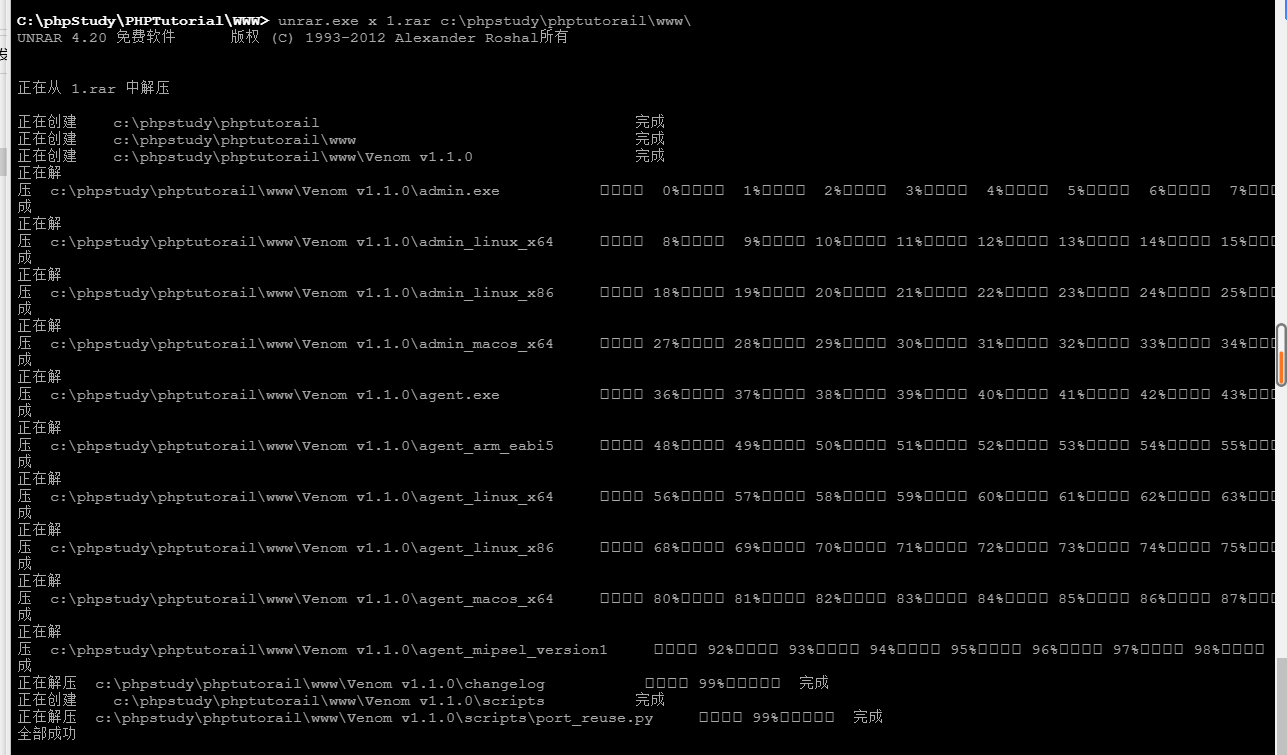 C:\phpStudy\PHPTutorial\WWW> unrar.exe x 1.rar c:\phpstudy\phptutorail\www\
UNRAR 4.20 免费软件 版权 (C) 1993-2012 Alexander Roshal所有
正在从 1.rar 中解压
正在创建 c:\phpstudy\phptutorail 完成
正在创建 c:\phpstudy\phptutorail\www 完成
正在创建 c:\phpstudy\phptutorail\www\Venom v1.1.0 完成
正在解
压 c:\phpstudy\phptutorail\www\Venom v1.1.0\admin.exe 0% 1% 2% 3% 4% 5% 6% 7%
成
正在解
压 c:\phpstudy\phptutorail\www\Venom v1.1.0\admin_linux_x64 8% 9% 10% 11% 12% 13% 14% 15%
成
正在解
压 c:\phpstudy\phptutorail\www\Venom v1.1.0\admin_linux_x86 18% 19% 20% 21% 22% 23% 24% 25%
成
正在解
压 c:\phpstudy\phptutorail\www\Venom v1.1.0\admin_macos_x64 27% 28% 29% 30% 31% 32% 33% 34%
成
正在解
压 c:\phpstudy\phptutorail\www\Venom v1.1.0\agent.exe 36% 37% 38% 39% 40% 41% 42% 43%
成
正在解
压 c:\phpstudy\phptutorail\www\Venom v1.1.0\agent_arm_eabi5 48% 49% 50% 51% 52% 53% 54% 55%
成
正在解
压 c:\phpstudy\phptutorail\www\Venom v1.1.0\agent_linux_x64 56% 57% 58% 59% 60% 61% 62% 63%
成
正在解
压 c:\phpstudy\phptutorail\www\Venom v1.1.0\agent_linux_x86 68% 69% 70% 71% 72% 73% 74% 75%
成
正在解
压 c:\phpstudy\phptutorail\www\Venom v1.1.0\agent_macos_x64 80% 81% 82% 83% 84% 85% 86% 87%
成
正在解
压 c:\phpstudy\phptutorail\www\Venom v1.1.0\agent_mipsel_version1 92% 93% 94% 95% 96% 97% 98%
成
正在解压 c:\phpstudy\phptutorail\www\Venom v1.1.0\changelog 99% 完成
正在创建 c:\phpstudy\phptutorail\www\Venom v1.1.0\scripts 完成
正在解压 c:\phpstudy\phptutorail\www\Venom v1.1.0\scripts\port_reuse.py 99% 完成
全部成功